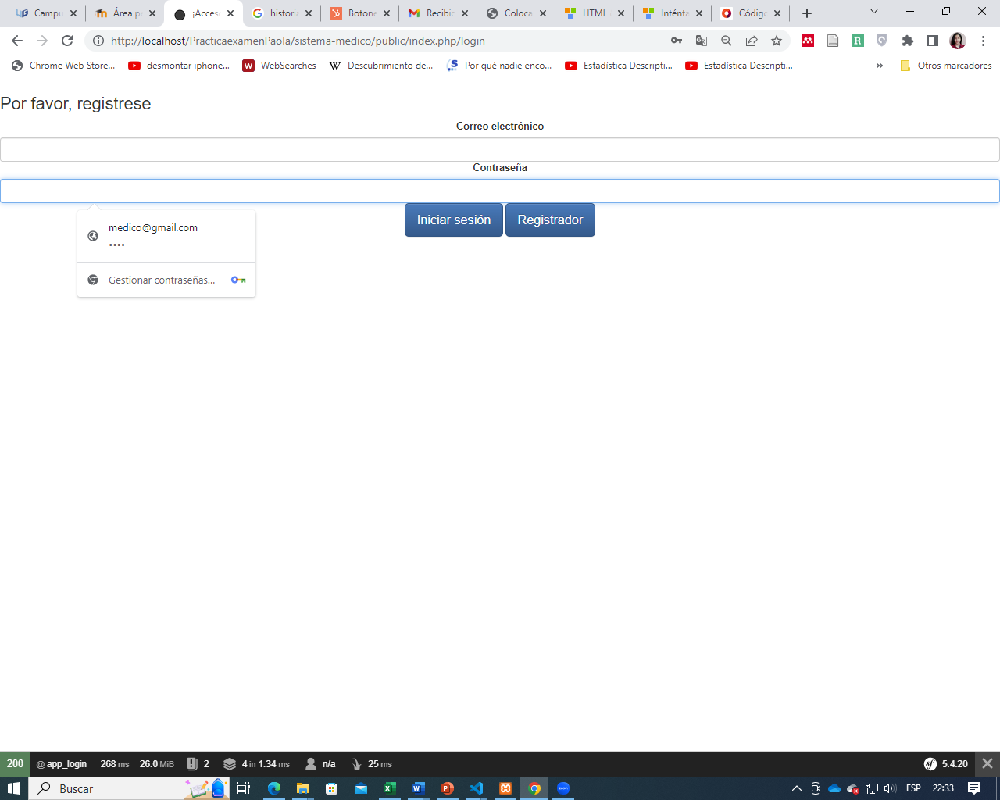 Campu
Área p
¡Acces
historia
Botone
Recibic
Coloca
HTML
Inténta
Código
http://localhost/PracticaexamenPaola/sistema-medico/public/index.php/login
Chrome Web Store...
desmontar iphone...
WebSearches
Descubrimiento de...
Por qué nadie enco...
Estadística Descripti...
Estadística Descripti...
»
Otros marcadores
Por favor, registrese
Correo electrónico
Contraseña
Iniciar sesión
Registrador
medico@gmail.com
••••
Gestionar contraseñas...
200 @ app_login 268 ms 26.0 MiB 2 4 in 1.34 ms n/a 25 ms 5.4.20
Buscar
ESP 22:33